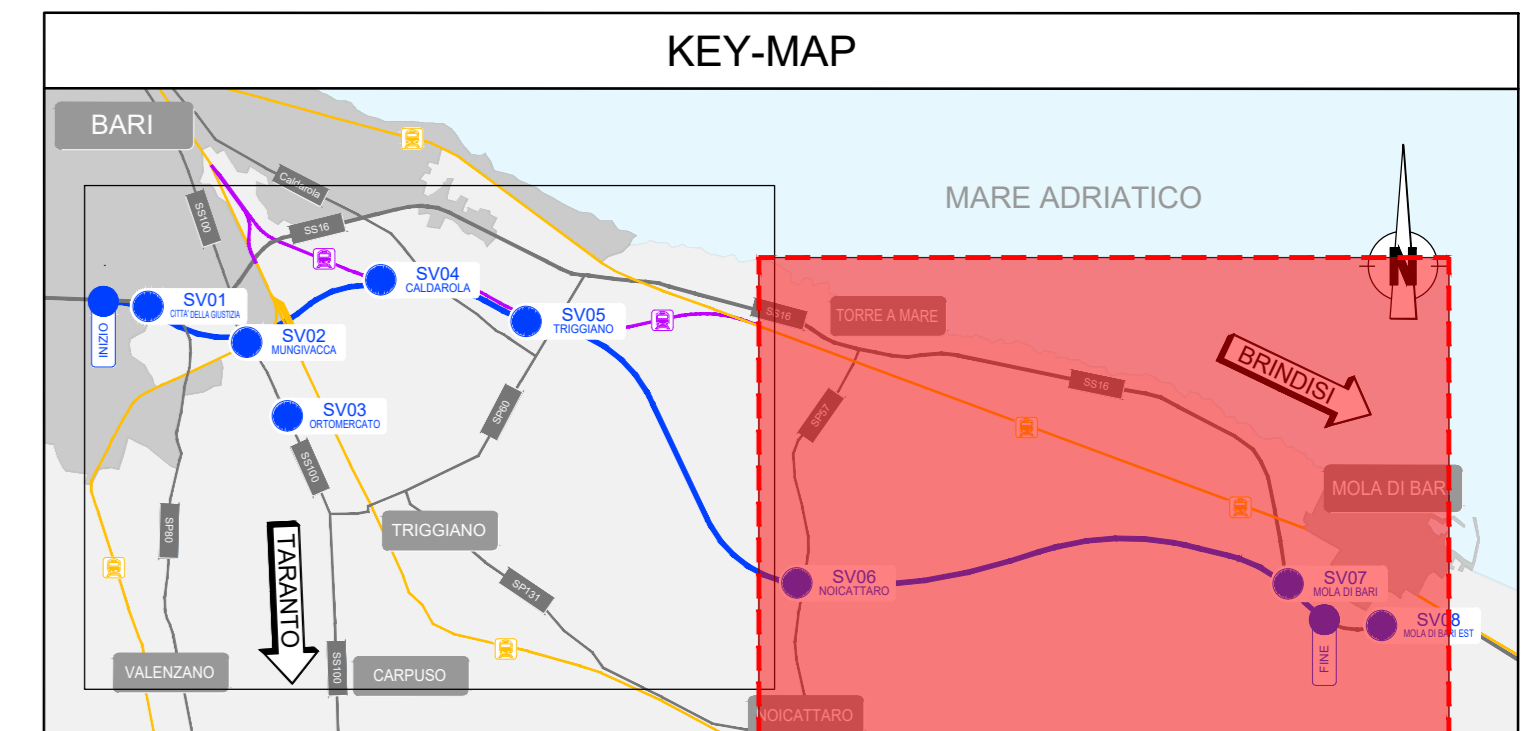 KEY-MAP
BARI
MARE ADRIATICO
Caldarola
SS100
SS16
N
SV04
CALDAROLA
SV01
CITTA' DELLA GIUSTIZIA
INIZIO
SV02
MUNGIVACCA
SV05
TRIGGIANO
SS16
TORRE A MARE
BRINDISI
SS16
SV03
ORTOMERCATO
SP60
SP57
SS100
MOLA DI BARI
SP80
TRIGGIANO
TARANTO
SP131
SV06
NOICATTARO
SV07
MOLA DI BARI
SV08
MOLA DI BARI EST
FINE
VALENZANO
SS100
CARPUSO
NOICATTARO